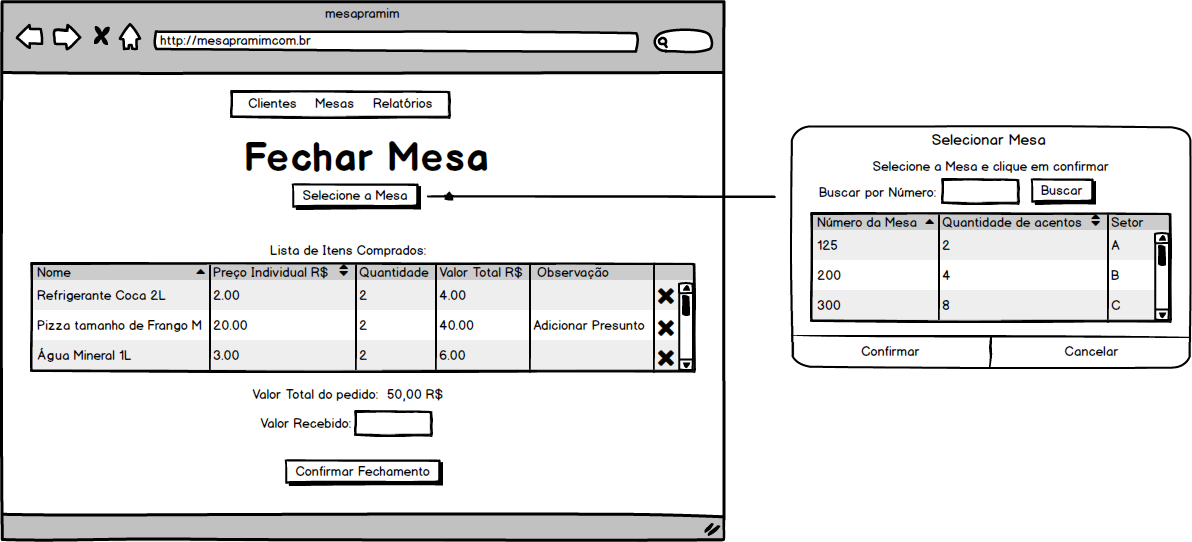 mesapramim
http://mesapramimcom.br
Clientes Mesas Relatórios
Fechar Mesa
Selecione a Mesa
Lista de Itens Comprados:
Nome Preço Individual R$ Quantidade Valor Total R$ Observação
Refrigerante Coca 2L 2.00 2 4.00
Pizza tamanho de Frango M 20.00 2 40.00 Adicionar Presunto
Água Mineral 1L 3.00 2 6.00
Valor Total do pedido: 50,00 R$
Valor Recebido:
Confirmar Fechamento
Selecionar Mesa
Selecione a Mesa e clique em confirmar
Buscar por Número: Buscar
Número da Mesa Quantidade de acentos Setor
125 2 A
200 4 B
300 8 C
Confirmar Cancelar